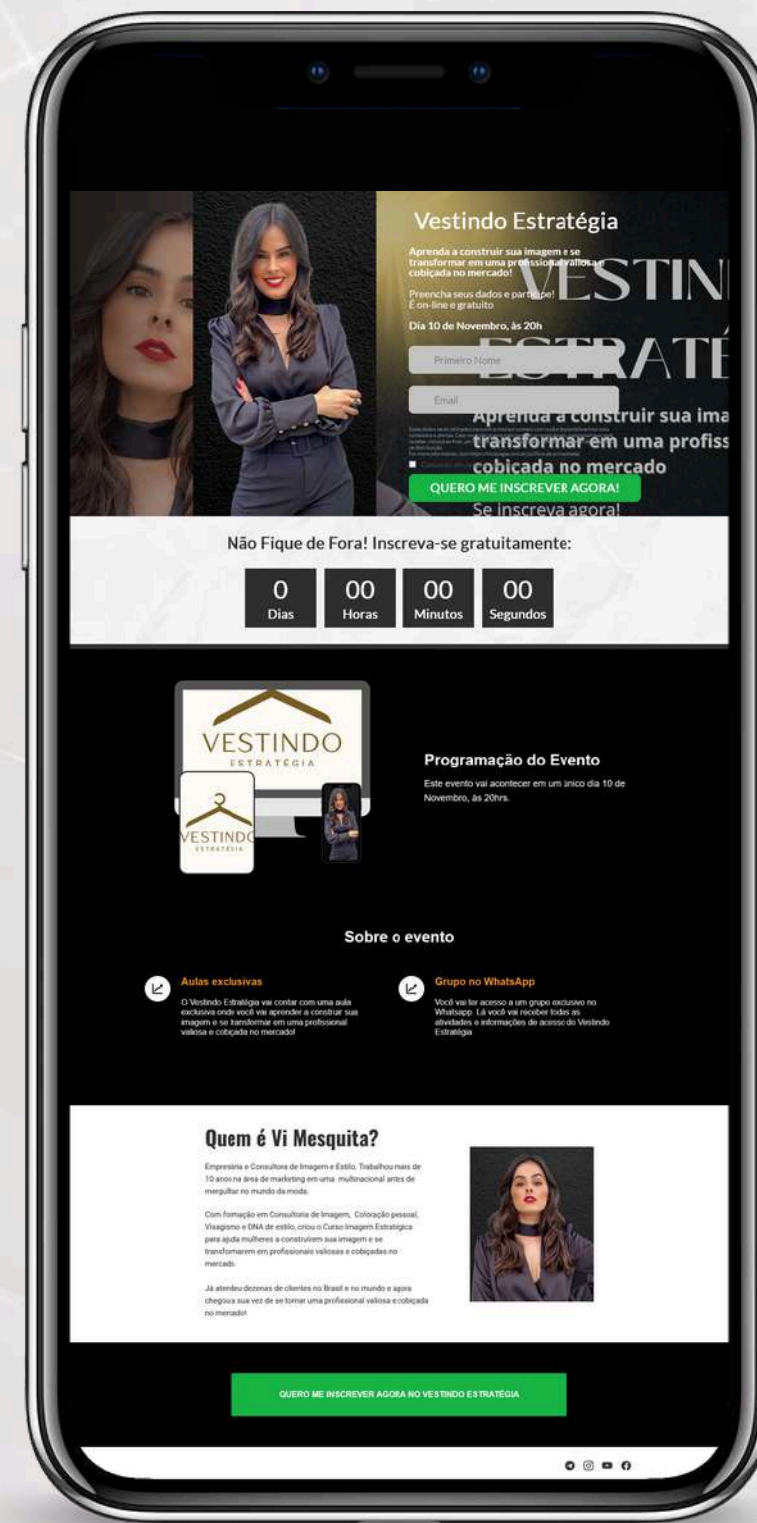 Vestindo Estratégia
Aprenda a construir sua imagem e se
transformar em uma profissional valiosa e
cobiçada no mercado!
Preencha seus dados e participe!
É on-line e gratuito
Dia 10 de Novembro, às 20h
Primeiro Nome
Email
QUERO ME INSCREVER AGORA!
VESTIN
ESTRATÉ
Aprenda a construir sua ima
transformar em uma profiss
cobiçada no mercado
Se inscreva agora!
Não Fique de Fora! Inscreva-se gratuitamente:
0 00 00 00
Dias Horas Minutos Segundos
VESTINDO
ESTRATÉGIA
VESTINDO
ESTRATÉGIA
Programação do Evento
Este evento vai acontecer em um único dia 10 de
Novembro, às 20hrs.
Sobre o evento
Aulas exclusivas
O Vestindo Estratégia vai contar com uma aula
exclusiva onde você vai aprender a construir sua
imagem e se transformar em uma profissional
valiosa e cobiçada no mercado!
Grupo no WhatsApp
Você vai ter acesso a um grupo exclusivo no
Whatsapp. Lá você vai receber todas as
atividades e informações de acesso do Vestindo
Estratégia
Quem é Vi Mesquita?
Empresária e Consultora de Imagem e Estilo. Trabalhou mais de
10 anos na área de marketing em uma multinacional antes de
mergulhar no mundo da moda.
Com formação em Consultoria de Imagem, Coloração pessoal,
Visagismo e DNA de estilo, criou o Curso Imagem Estratégica
para ajuda mulheres a construírem sua imagem e se
transformarem em profissionais valiosas e cobiçadas no
mercado.
Já atendeu dezenas de clientes no Brasil e no mundo e agora
chegou a sua vez de se tornar uma profissional valiosa e cobiçada
no mercado!
QUERO ME INSCREVER AGORA NO VESTINDO ESTRATÉGIA